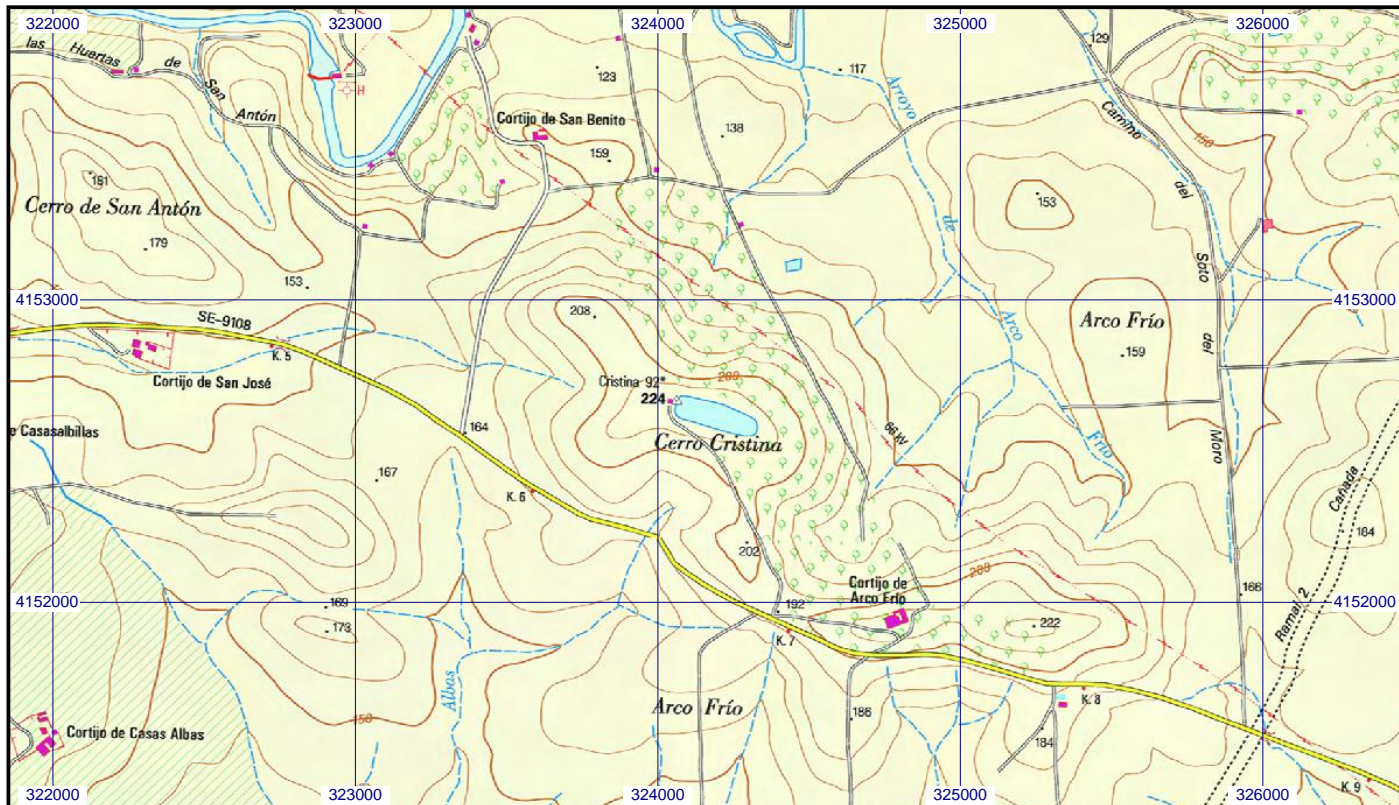 322000
323000
324000
325000
326000
las Huertas de San Antón
H
123
117
129
Arroyo de Arco Frío
Cortijo de San Benito
138
159
Camino del Soto del Moro
150
181
Cerro de San Antón
179
153
153
4153000
4153000
SE-9108
208
Arco Frío
159
K. 5
Cortijo de San José
Cristina 92
200
224
Cerro Cristina
66 kV
e Casasalbillas
164
167
K. 6
Cañada
184
202
200
Cortijo de
Arco Frío
166
4152000
4152000
169
173
192
K. 7
222
Ramal 2
Albas
150
Arco Frío
186
K. 8
184
Cortijo de Casas Albas
K. 9
322000
323000
324000
325000
326000